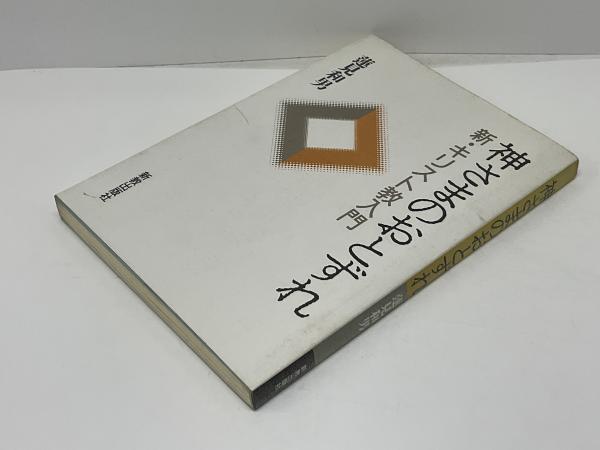 神さまのおとずれ
新・キリスト教入門
蓮見和男
新教出版社
神さまのおとずれ
蓮見和男
新教出版社